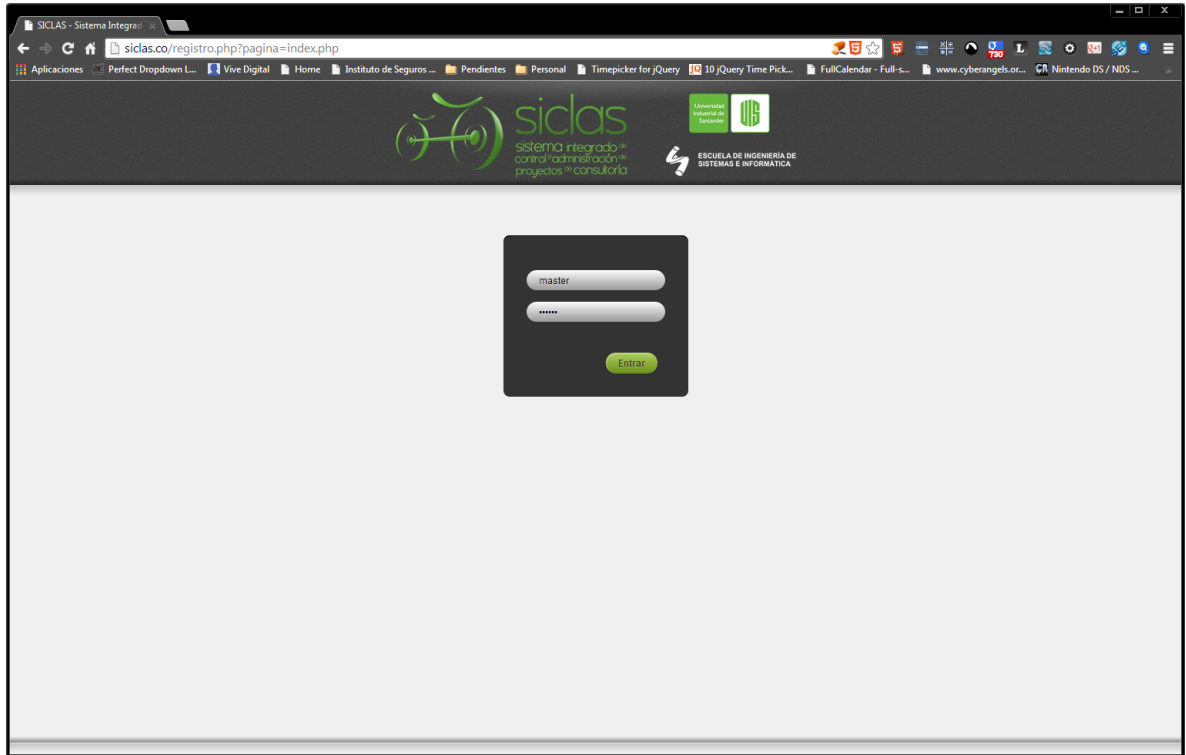 SICLAS - Sistema Integrad
siclas.co/registro.php?pagina=index.php
730
Aplicaciones Perfect Dropdown L... Vive Digital Home Instituto de Seguros ... Pendientes Personal Timepicker for jQuery 10 jQuery Time Pick... FullCalendar - Full-s... www.cyberangels.or... Nintendo DS / NDS ...
siclas
sistema integrado de
control y administración de
proyectos de consultoría
Universidad
Industrial de
Santander
UIS
ESCUELA DE INGENIERÍA DE
SISTEMAS E INFORMÁTICA
master
••••••
Entrar